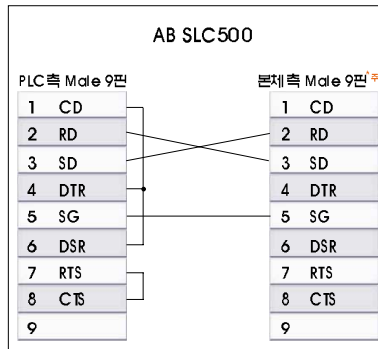 AB SLC500
PLC측 Male 9핀
본체측 Male 9핀
1 CD
2 RD
3 SD
4 DTR
5 SG
6 DSR
7 RTS
8 CTS
9
1 CD
2 RD
3 SD
4 DTR
5 SG
6 DSR
7 RTS
8 CTS
9